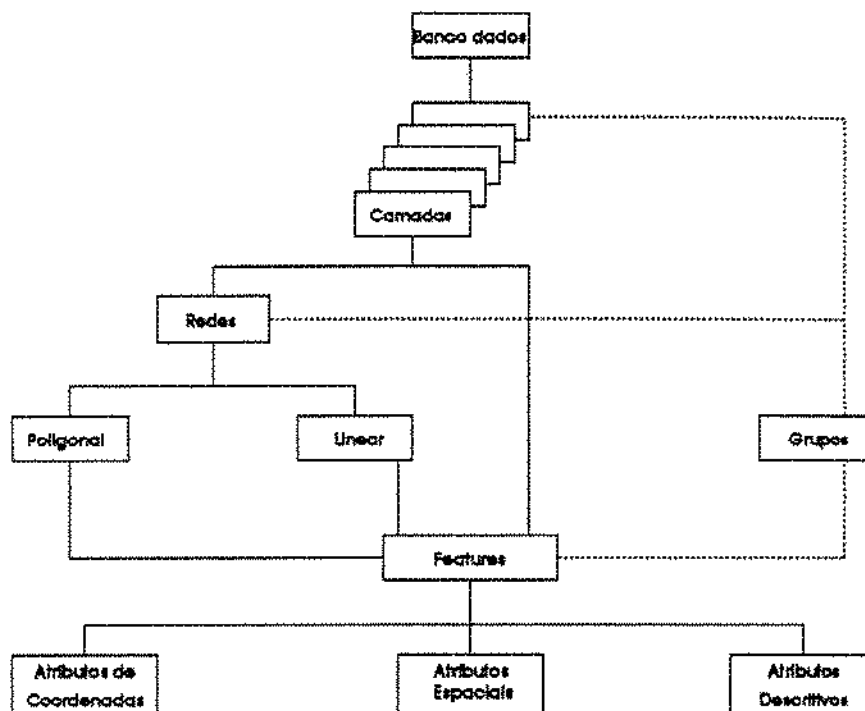 Banco dados
Camadas
Redes
Poligonal
Linear
Grupos
Features
Atributos de
Coordenadas
Atributos
Espaciais
Atributos
Descritivos